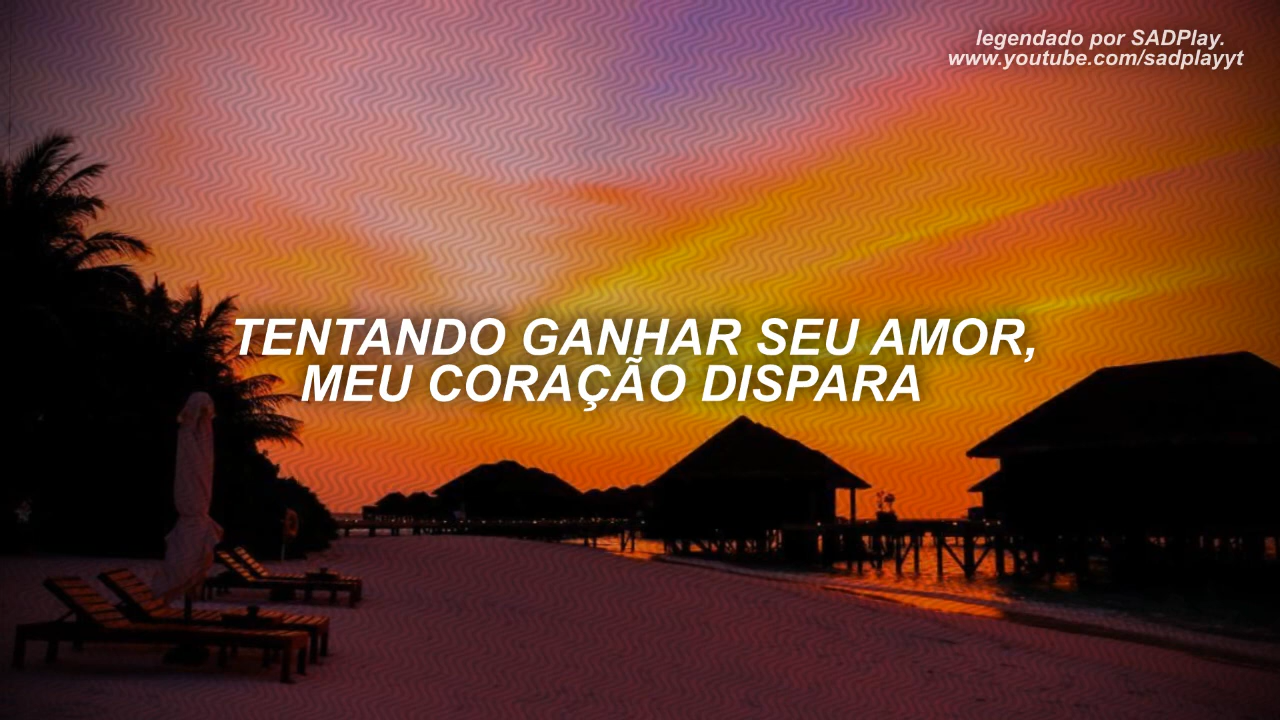 legendado por SADPlay.
www.youtube.com/sadplayyt
TENTANDO GANHAR SEU AMOR,
MEU CORAÇÃO DISPARA